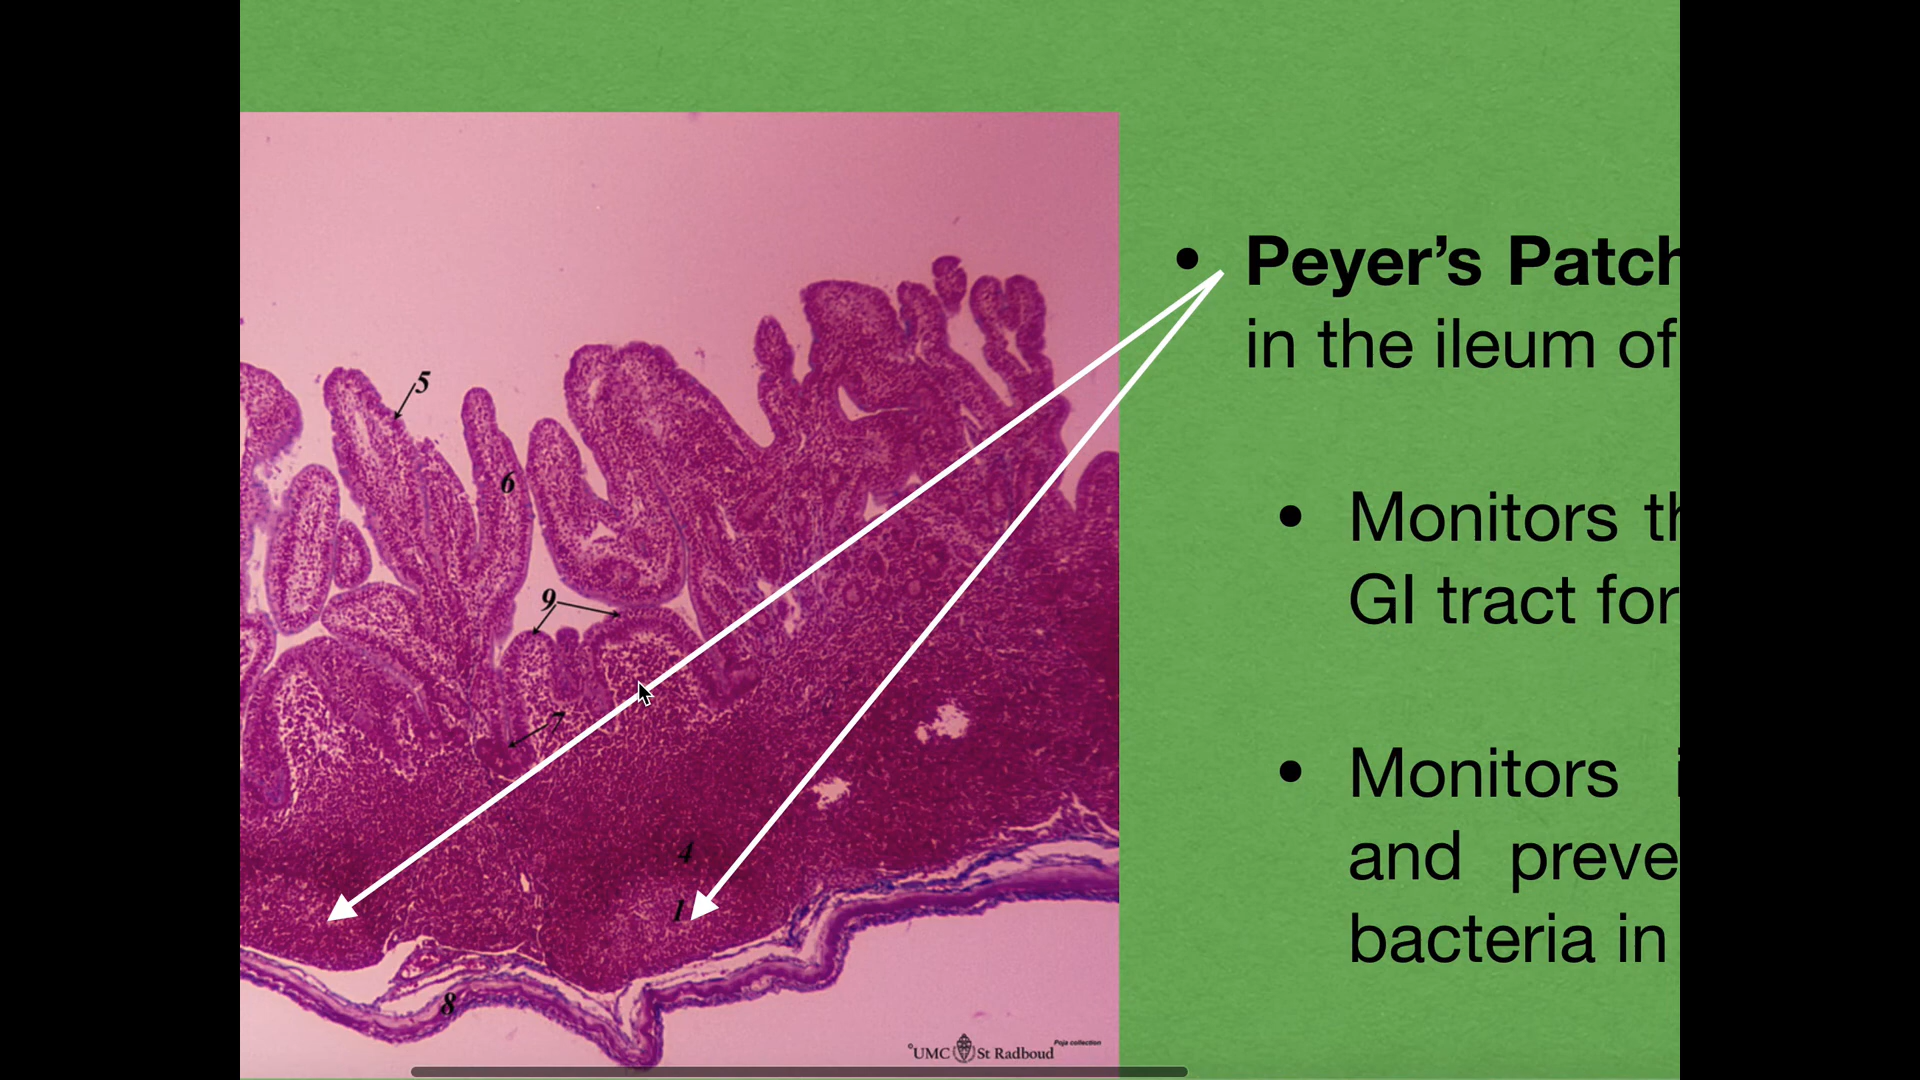 Peyer’s Patch
in the ileum of
Monitors th
GI tract for
Monitors i
and preve
bacteria in
5
6
9
7
4
1
8
©UMC St Radboud
Poja collection